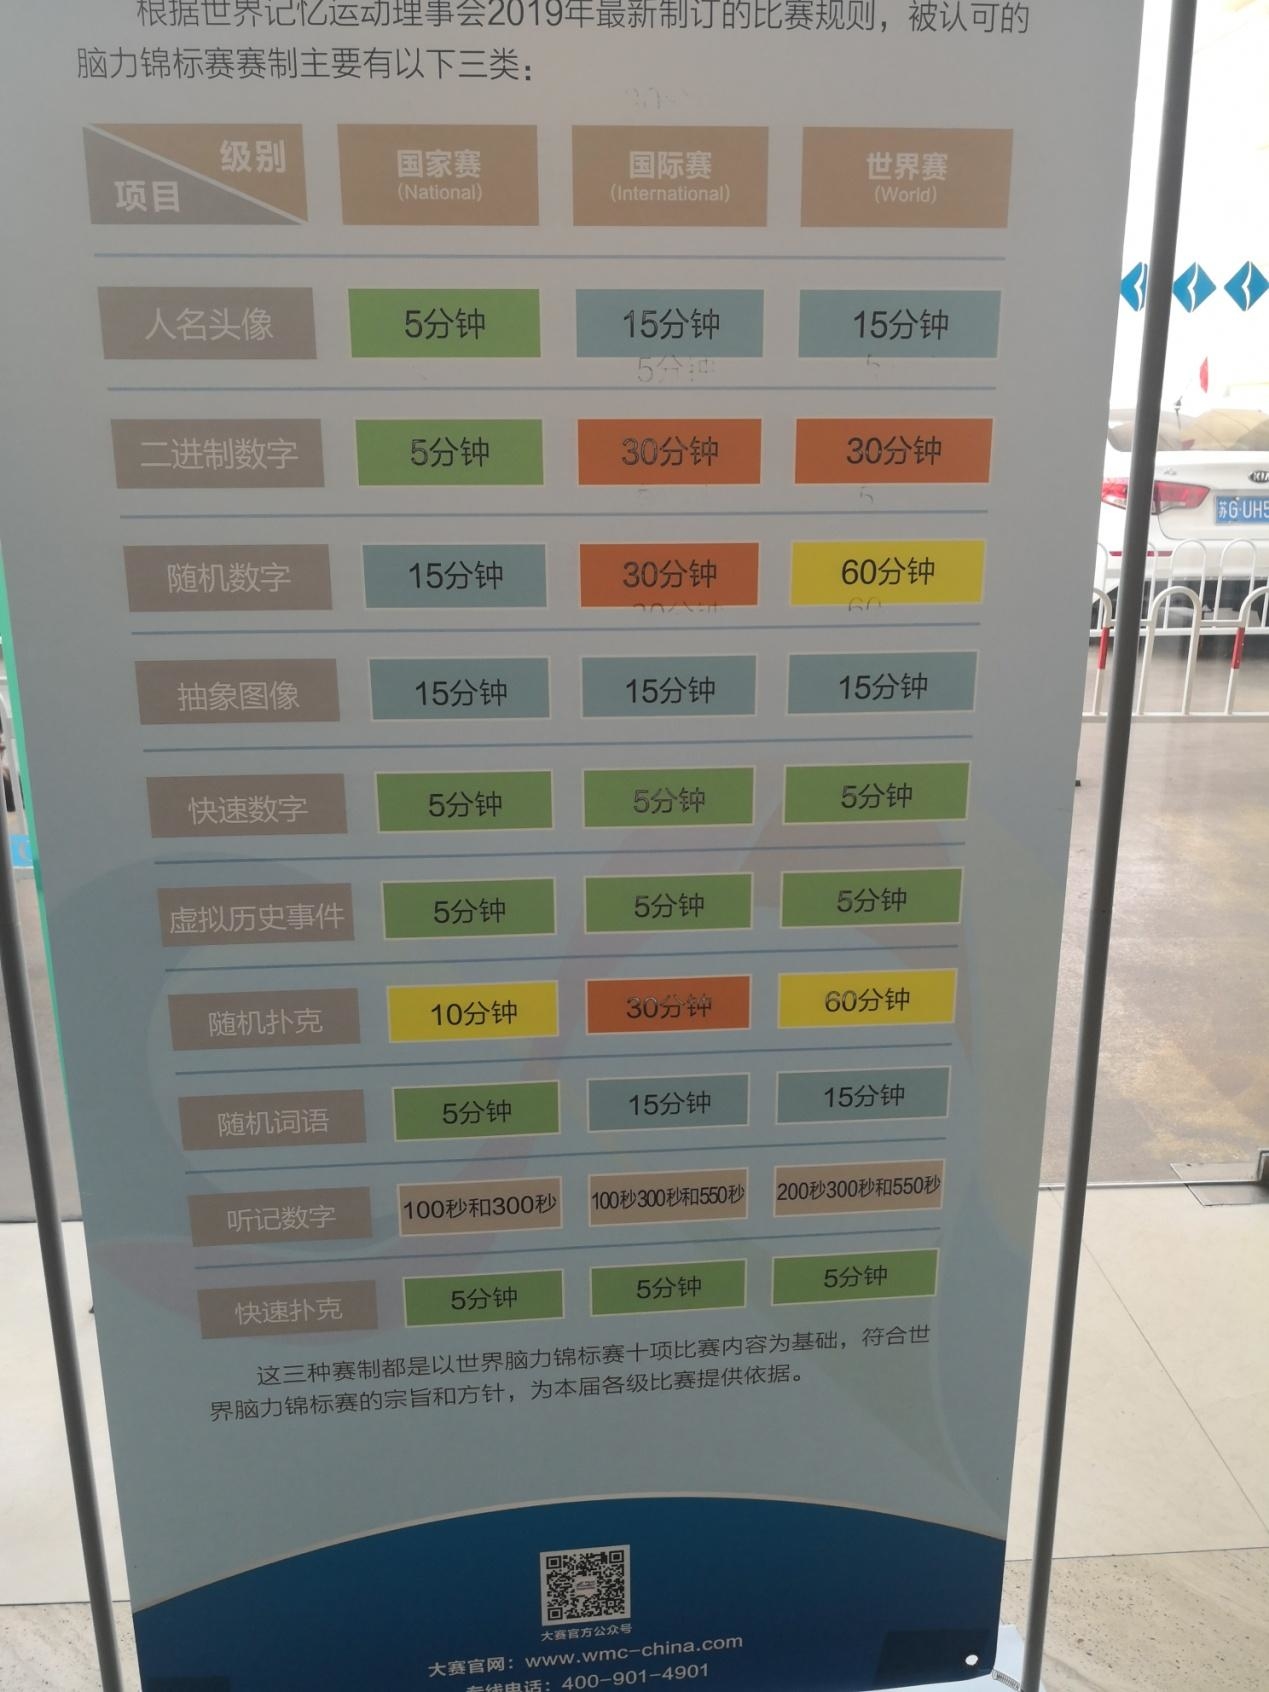 根据世界记忆运动理事会2019年最新制订的比赛规则，被认可的
脑力锦标赛赛制主要有以下三类：
级别
项目
国家赛
(National)
国际赛
(International)
世界赛
(World)
人名头像 5分钟 15分钟 15分钟
二进制数字 5分钟 30分钟 30分钟
随机数字 15分钟 30分钟 60分钟
抽象图像 15分钟 15分钟 15分钟
快速数字 5分钟 5分钟 5分钟
虚拟历史事件 5分钟 5分钟 5分钟
随机扑克 10分钟 30分钟 60分钟
随机词语 5分钟 15分钟 15分钟
听记数字 100秒和300秒 100秒300秒和550秒 200秒300秒和550秒
快速扑克 5分钟 5分钟 5分钟
这三种赛制都是以世界脑力锦标赛十项比赛内容为基础，符合世
界脑力锦标赛的宗旨和方针，为本届各级比赛提供依据。
大赛官方公众号
大赛官网：www.wmc-china.com
专线电话：400-901-4901
苏G·UH5
KIA